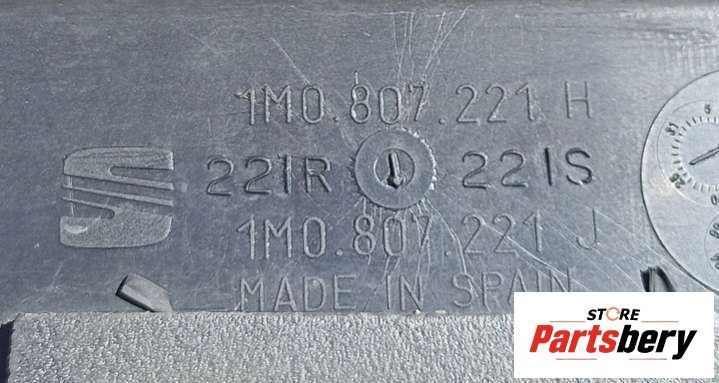 1M0.807.221 H
221R 221S
1M0.807.221 J
MADE IN SPAIN
STORE
Partsbery